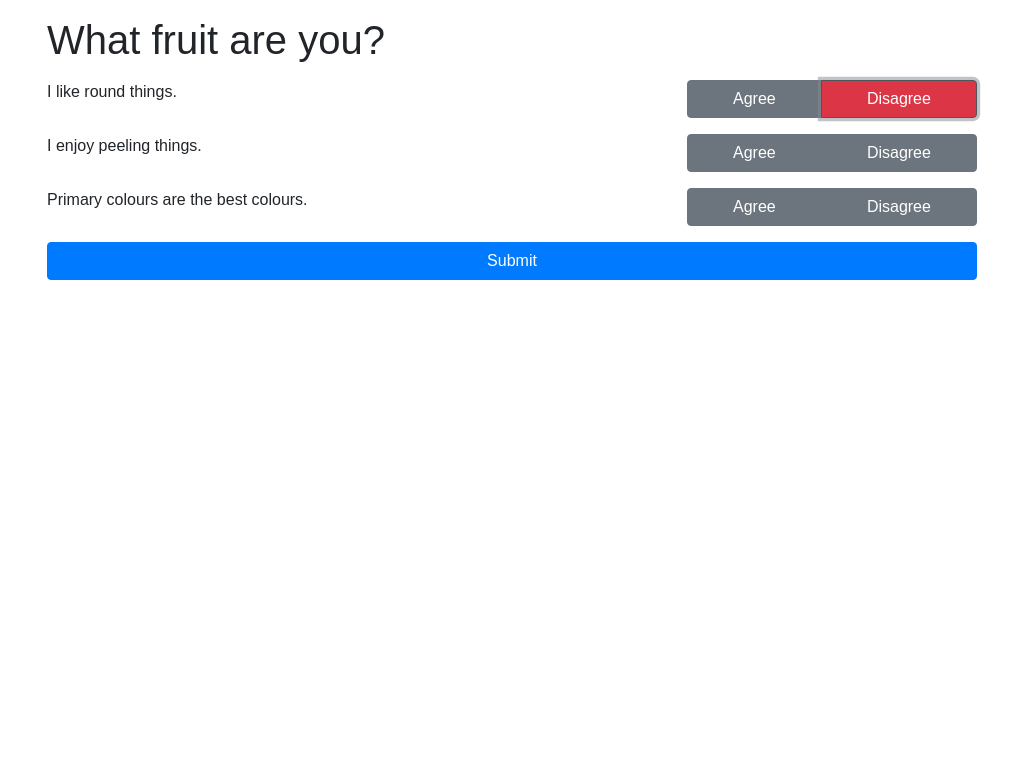 What fruit are you?
I like round things. Agree Disagree
I enjoy peeling things. Agree Disagree
Primary colours are the best colours. Agree Disagree
Submit